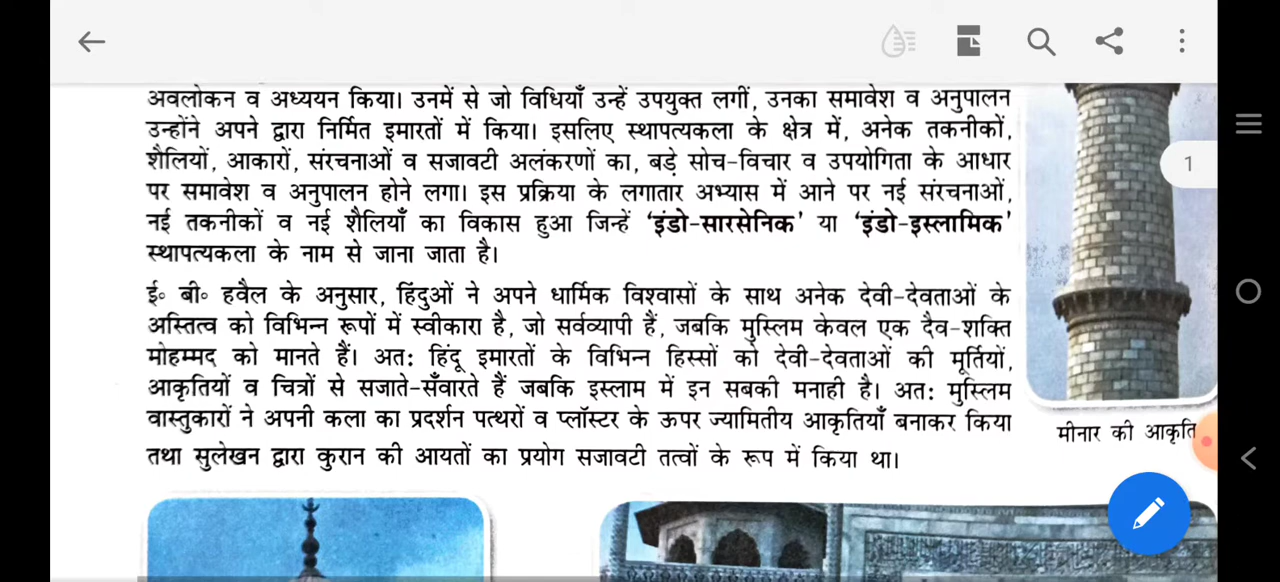 अवलोकन व अध्ययन किया। उनमें से जो विधियाँ उन्हें उपयुक्त लगीं, उनका समावेश व अनुपालन
उन्होंने अपने द्वारा निर्मित इमारतों में किया। इसलिए स्थापत्यकला के क्षेत्र में, अनेक तकनीकों,
शैलियों, आकारों, संरचनाओं व सजावटी अलंकरणों का, बड़े सोच-विचार व उपयोगिता के आधार
पर समावेश व अनुपालन होने लगा। इस प्रक्रिया के लगातार अभ्यास में आने पर नई संरचनाओं,
नई तकनीकों व नई शैलियाँ का विकास हुआ जिन्हें ‘इंडो-सारसेनिक’ या ‘इंडो-इस्लामिक’
स्थापत्यकला के नाम से जाना जाता है।
ई॰ बी॰ हवैल के अनुसार, हिंदुओं ने अपने धार्मिक विश्वासों के साथ अनेक देवी-देवताओं के
अस्तित्व को विभिन्न रूपों में स्वीकारा है, जो सर्वव्यापी हैं, जबकि मुस्लिम केवल एक दैव-शक्ति
मोहम्मद को मानते हैं। अतः हिंदू इमारतों के विभिन्न हिस्सों को देवी-देवताओं की मूर्तियों,
आकृतियों व चित्रों से सजाते-सँवारते हैं जबकि इस्लाम में इन सबकी मनाही है। अतः मुस्लिम
वास्तुकारों ने अपनी कला का प्रदर्शन पत्थरों व प्लॉस्टर के ऊपर ज्यामितीय आकृतियाँ बनाकर किया
तथा सुलेखन द्वारा कुरान की आयतों का प्रयोग सजावटी तत्वों के रूप में किया था।
1
मीनार की आकृति